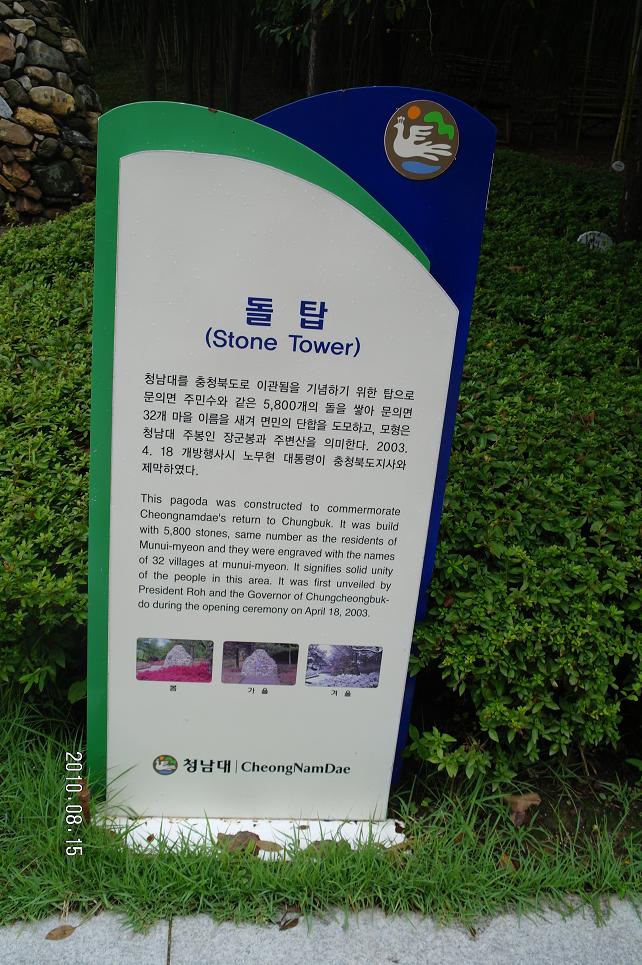 돌 탑
(Stone Tower)
청남대를 충청북도로 이관됨을 기념하기 위한 탑으로
문의면 주민수와 같은 5,800개의 돌을 쌓아 문의면
32개 마을 이름을 새겨 면민의 단합을 도모하고, 모형은
청남대 주봉인 장군봉과 주변산을 의미한다. 2003.
4. 18 개방행사시 노무현 대통령이 충청북도지사와
제막하였다.
This pagoda was constructed to commermorate
Cheongnamdae's return to Chungbuk. It was build
with 5,800 stones, same number as the residents of
Munui-myeon and they were engraved with the names
of 32 villages at munui-myeon. It signifies solid unity
of the people in this area. It was first unveiled by
President Roh and the Governor of Chungcheongbuk-
do during the opening ceremony on April 18, 2003.
봄 가 을 겨 울
청남대 | CheongNamDae
2010.08.15